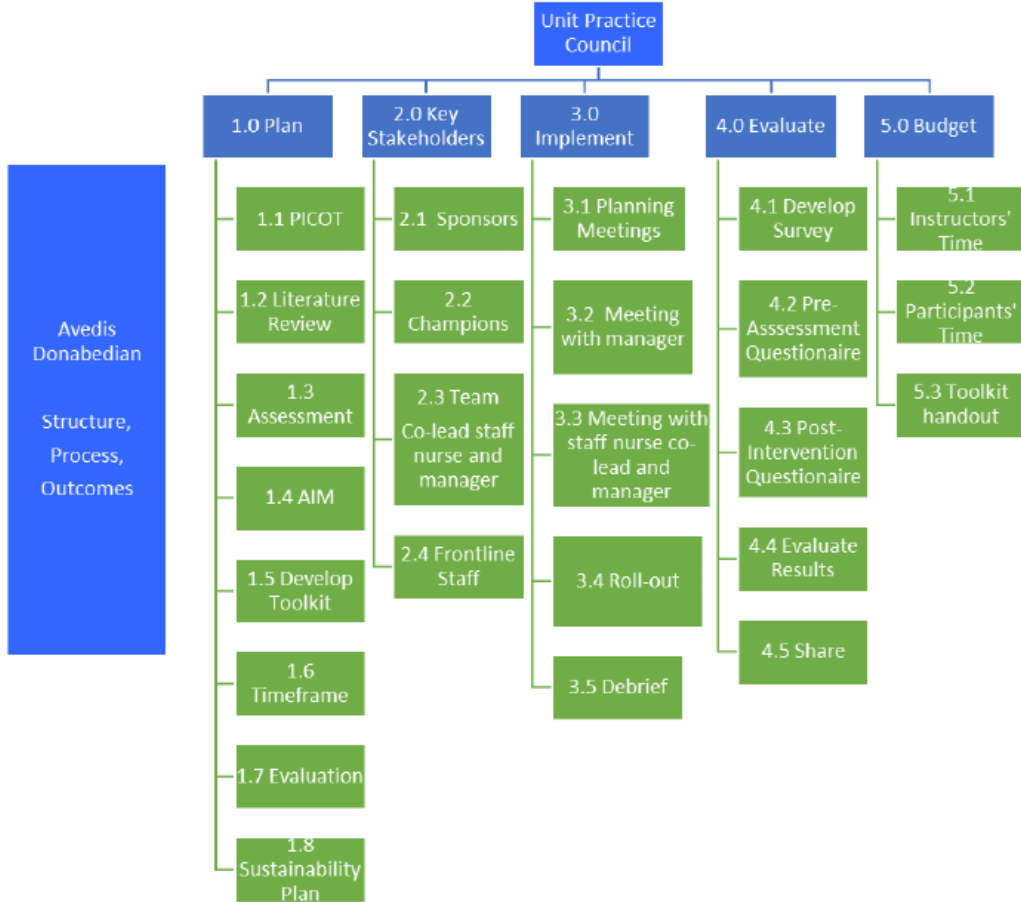 Unit Practice
Council
1.0 Plan
2.0 Key
Stakeholders
3.0
Implement
4.0 Evaluate
5.0 Budget
Avedis
Donabedian
Structure,
Process,
Outcomes
1.1 PICOT
1.2 Literature
Review
1.3
Assessment
1.4 AIM
1.5 Develop
Toolkit
1.6
Timeframe
1.7 Evaluation
1.8
Sustainability
Plan
2.1 Sponsors
2.2
Champions
2.3 Team
Co-lead staff
nurse and
manager
2.4 Frontline
Staff
3.1 Planning
Meetings
3.2 Meeting
with manager
3.3 Meeting with
staff nurse co-
lead and
manager
3.4 Roll-out
3.5 Debrief
4.1 Develop
Survey
4.2 Pre-
Asssessment
Questionaire
4.3 Post-
Intervention
Questionaire
4.4 Evaluate
Results
4.5 Share
5.1
Instructors'
Time
5.2
Participants'
Time
5.3 Toolkit
handout